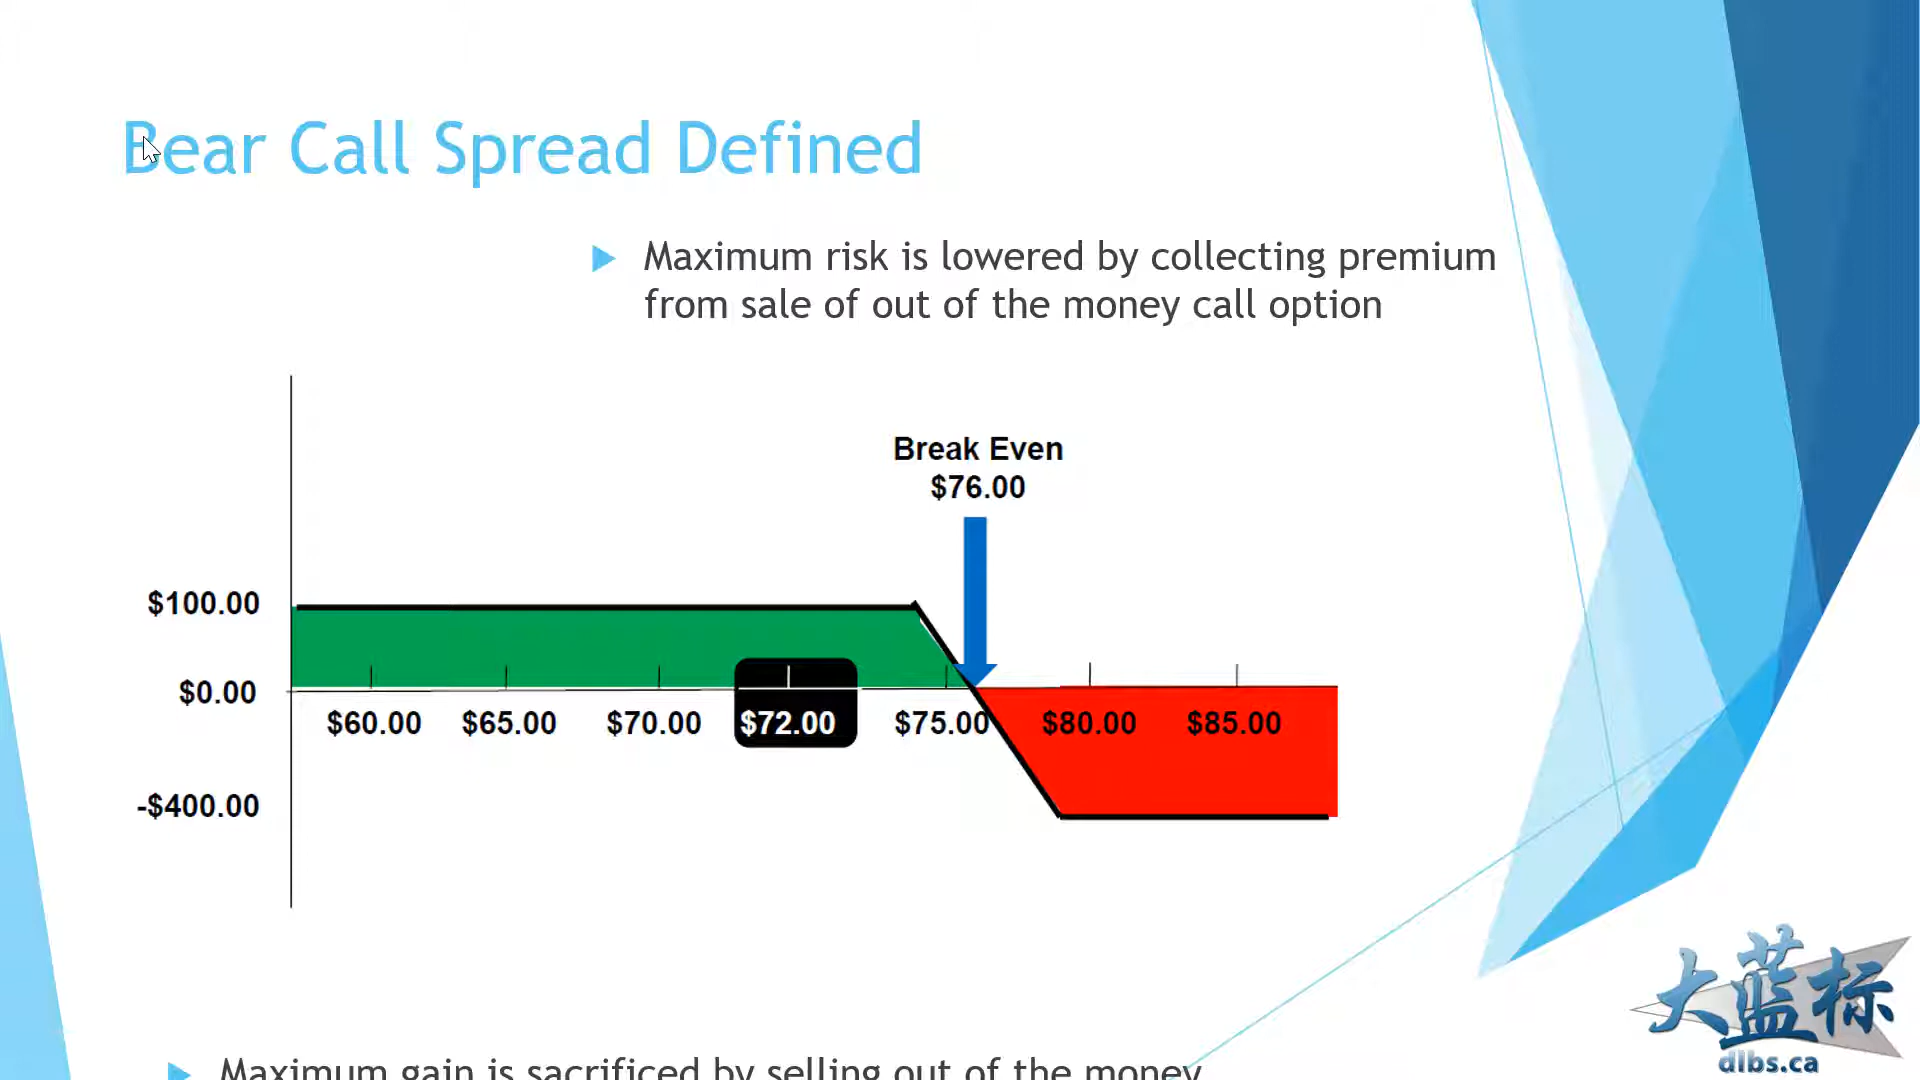 Bear Call Spread Defined
Maximum risk is lowered by collecting premium
from sale of out of the money call option
Break Even
$76.00
$100.00
$0.00
$60.00 $65.00 $70.00 $72.00 $75.00 $80.00 $85.00
-$400.00
Maximum gain is sacrificed by selling out of the money
大蓝标
dlbs.ca